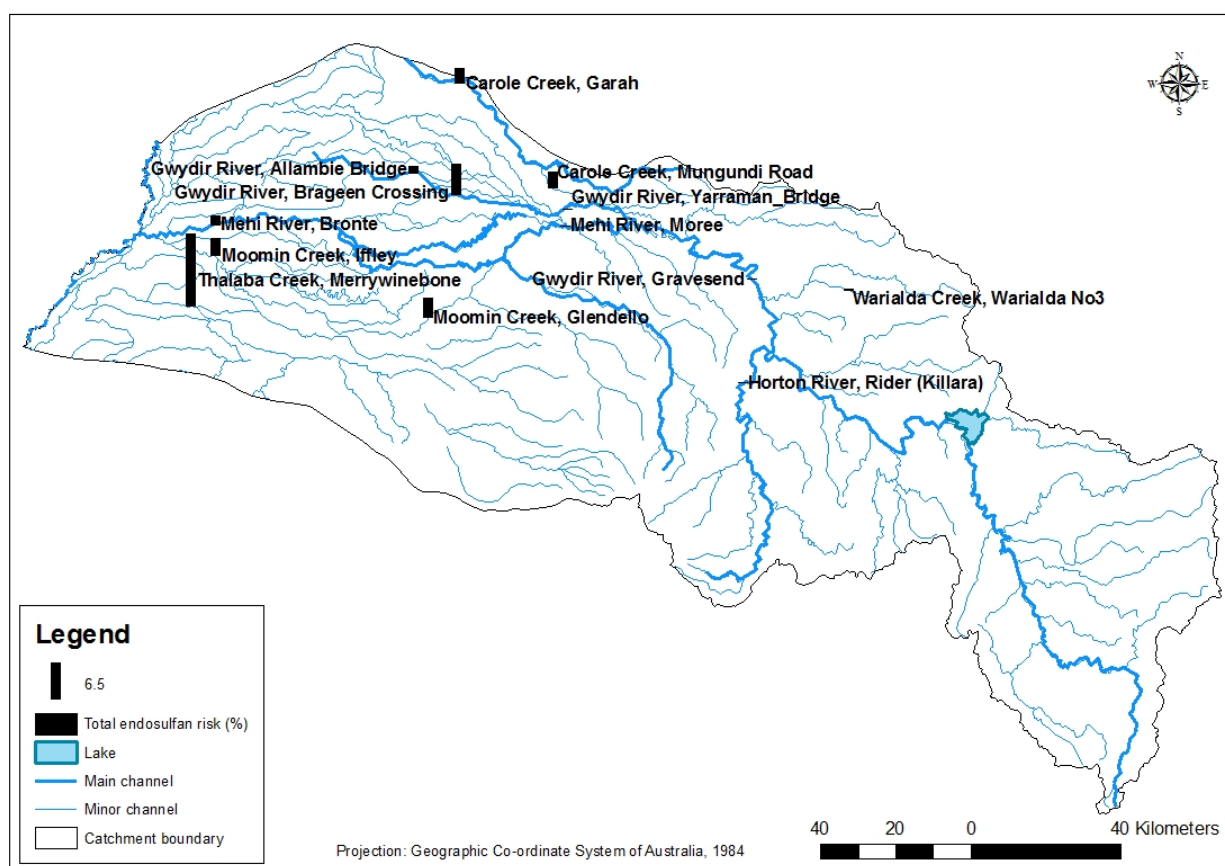 N
W E
S
Carole Creek, Garah
Gwydir River, Allambie Bridge
Carole Creek, Mungundi Road
Gwydir River, Brageen Crossing
Gwydir River, Yarraman_Bridge
Mehi River, Bronte
Mehi River, Moree
Moomin Creek, Iffley
Thalaba Creek, Merrywinebone
Gwydir River, Gravesend
Warialda Creek, Warialda No3
Moomin Creek, Glendello
Horton River, Rider (Killara)
Legend
6.5
Total endosulfan risk (%)
Lake
Main channel
Minor channel
Catchment boundary
Projection: Geographic Co-ordinate System of Australia, 1984
40 20 0 40 Kilometers